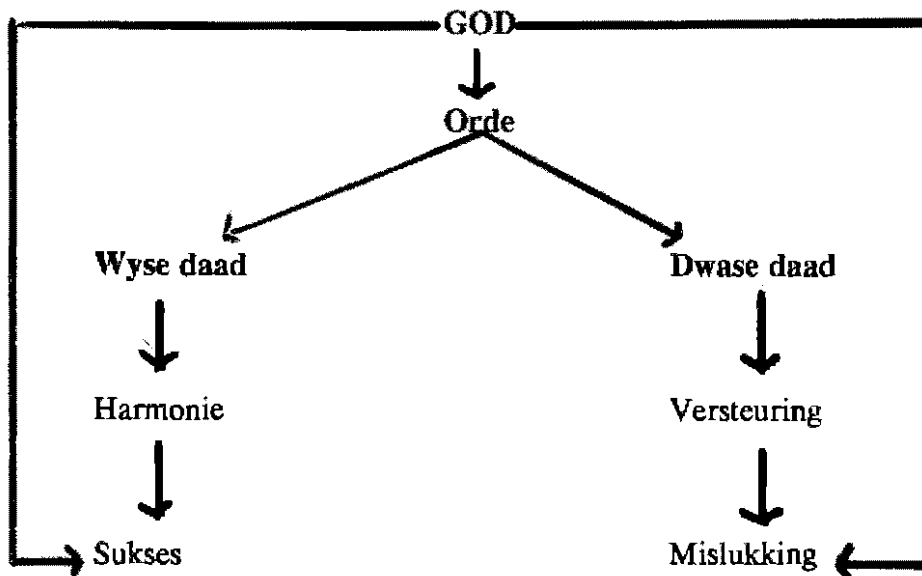 GOD
Orde
Wyse daad Dwase daad
Harmonie Versteuring
Sukses Mislukking